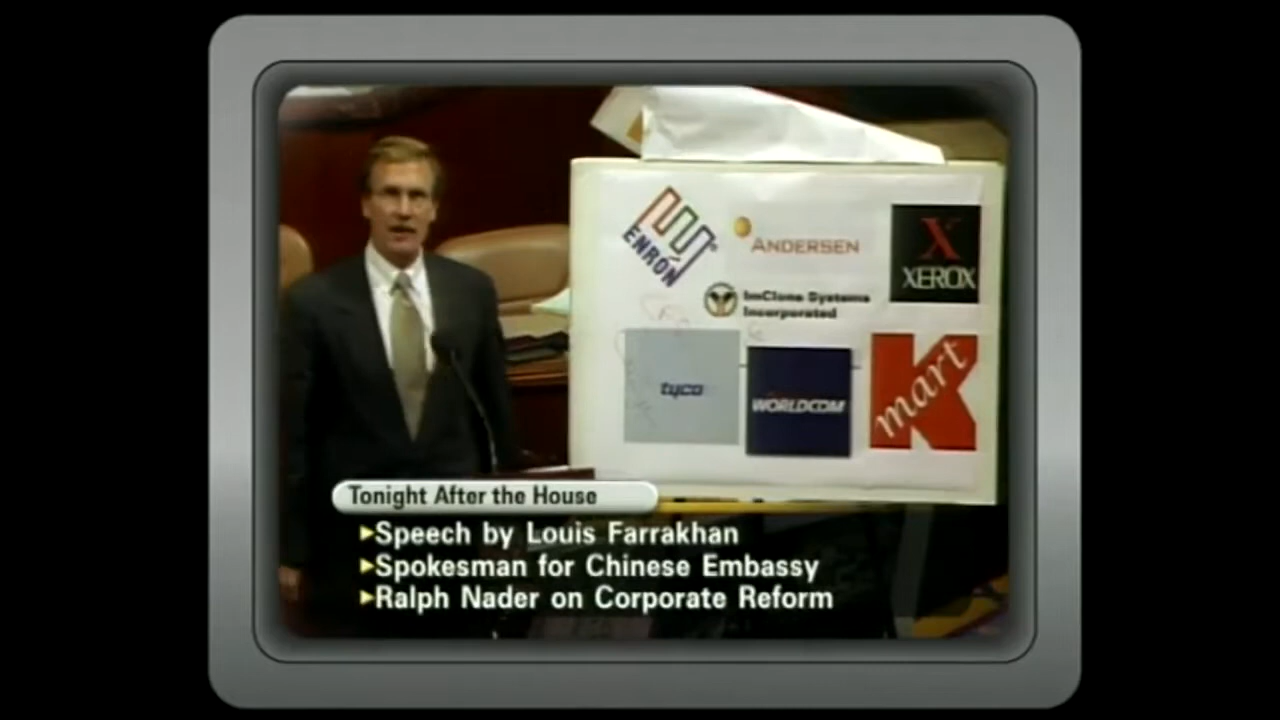 ENRON
ANDERSEN
X
XEROX
ImClone Systems
Incorporated
tyco
WORLDCOM
K
mart
Tonight After the House
Speech by Louis Farrakhan
Spokesman for Chinese Embassy
Ralph Nader on Corporate Reform